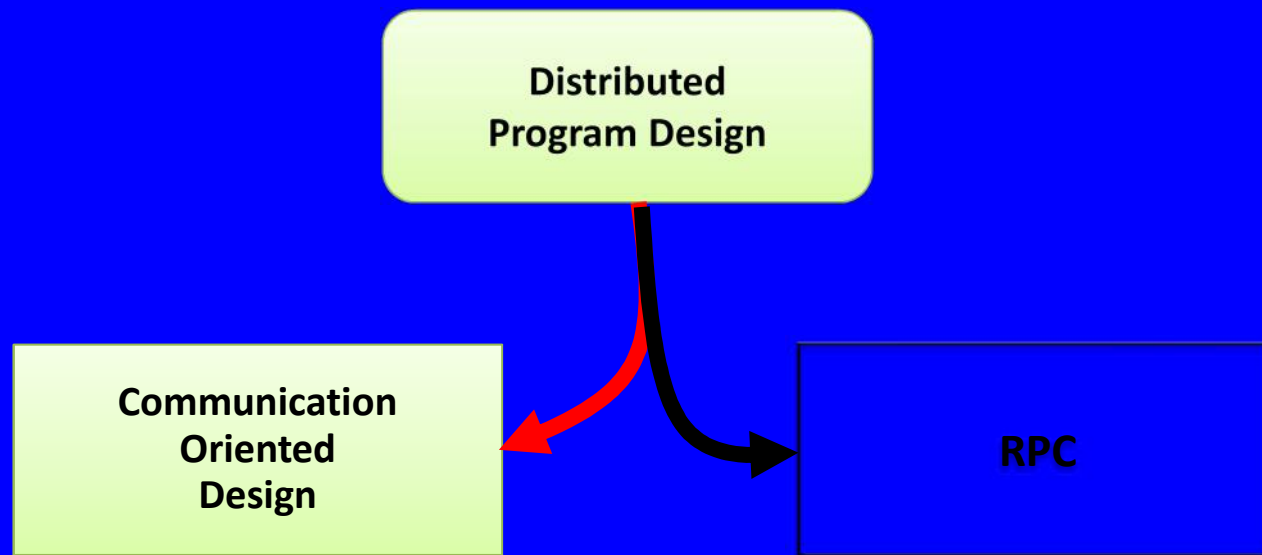 Distributed
Program Design
Communication
Oriented
Design
RPC